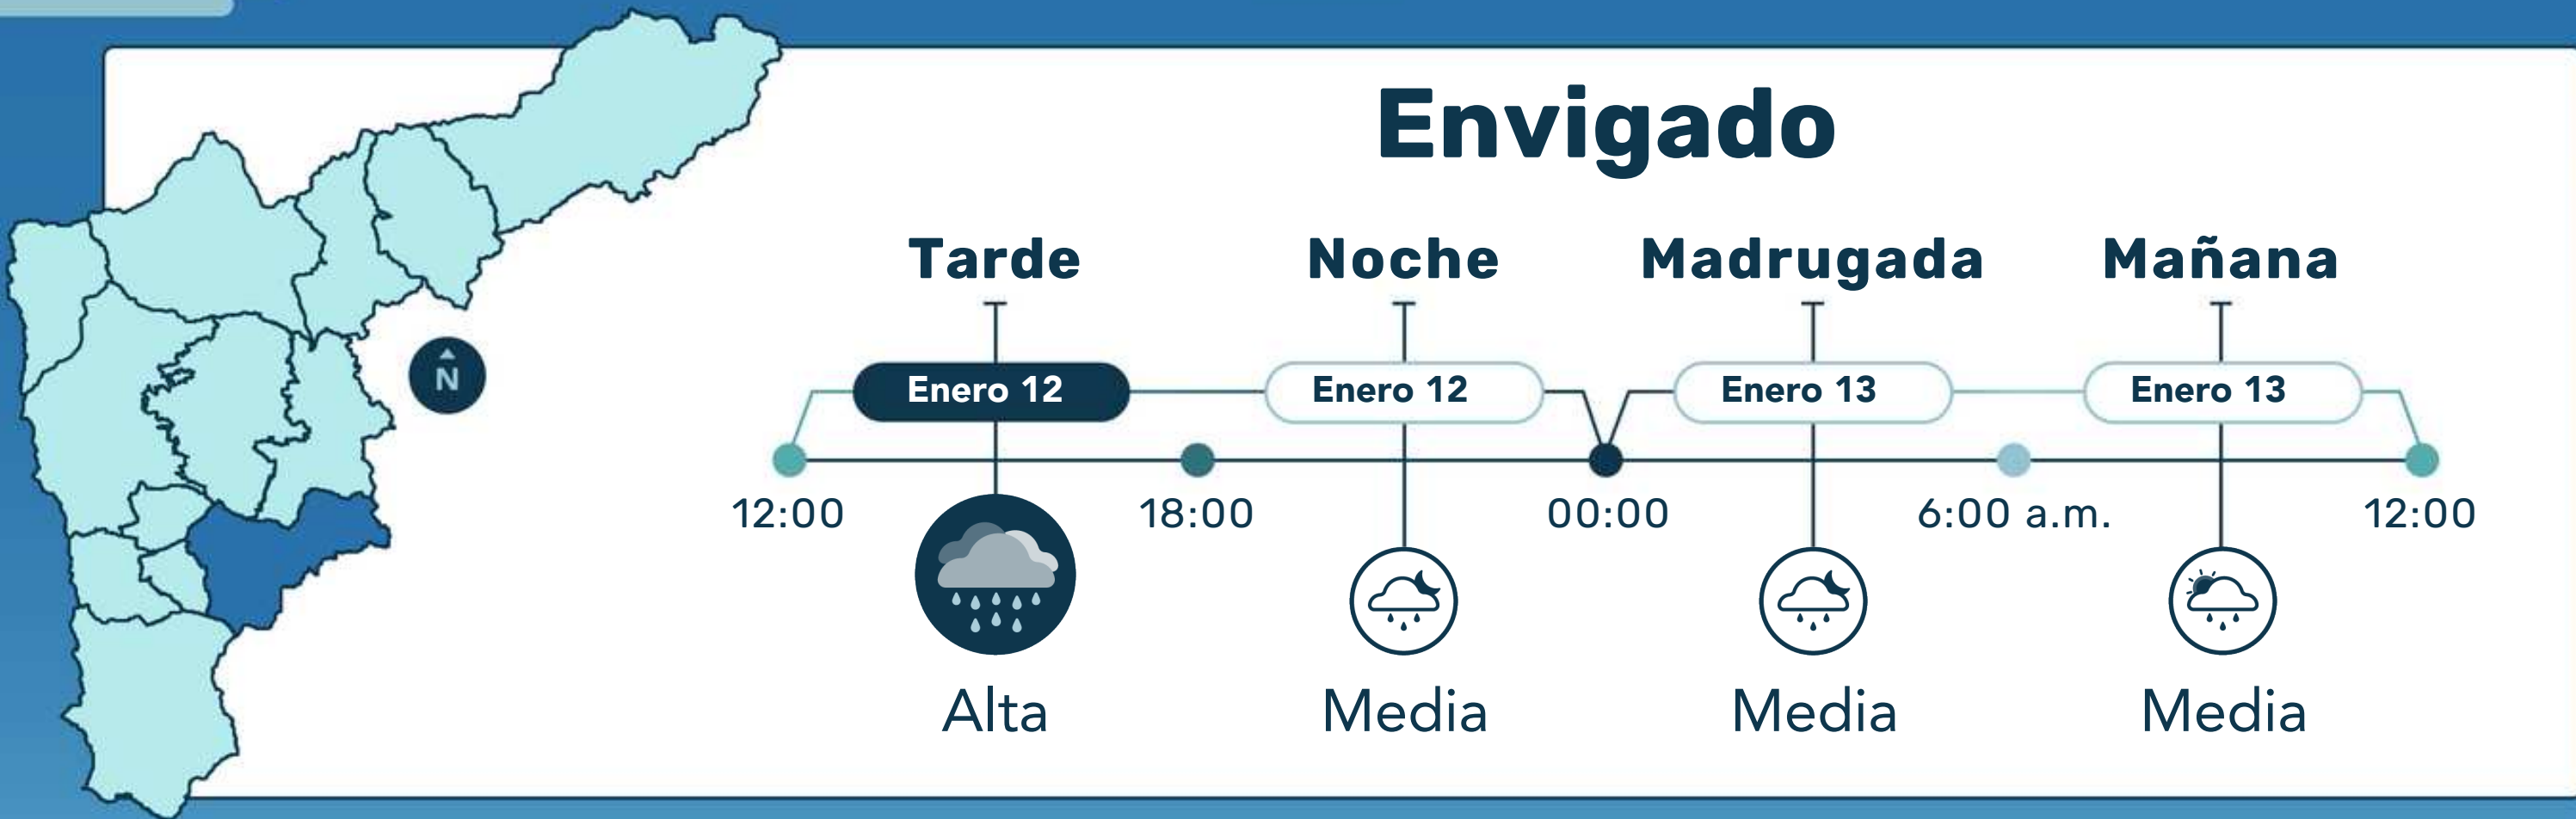 Envigado
Tarde Noche Madrugada Mañana
N
Enero 12 Enero 12 Enero 13 Enero 13
12:00 18:00 00:00 6:00 a.m. 12:00
Alta Media Media Media